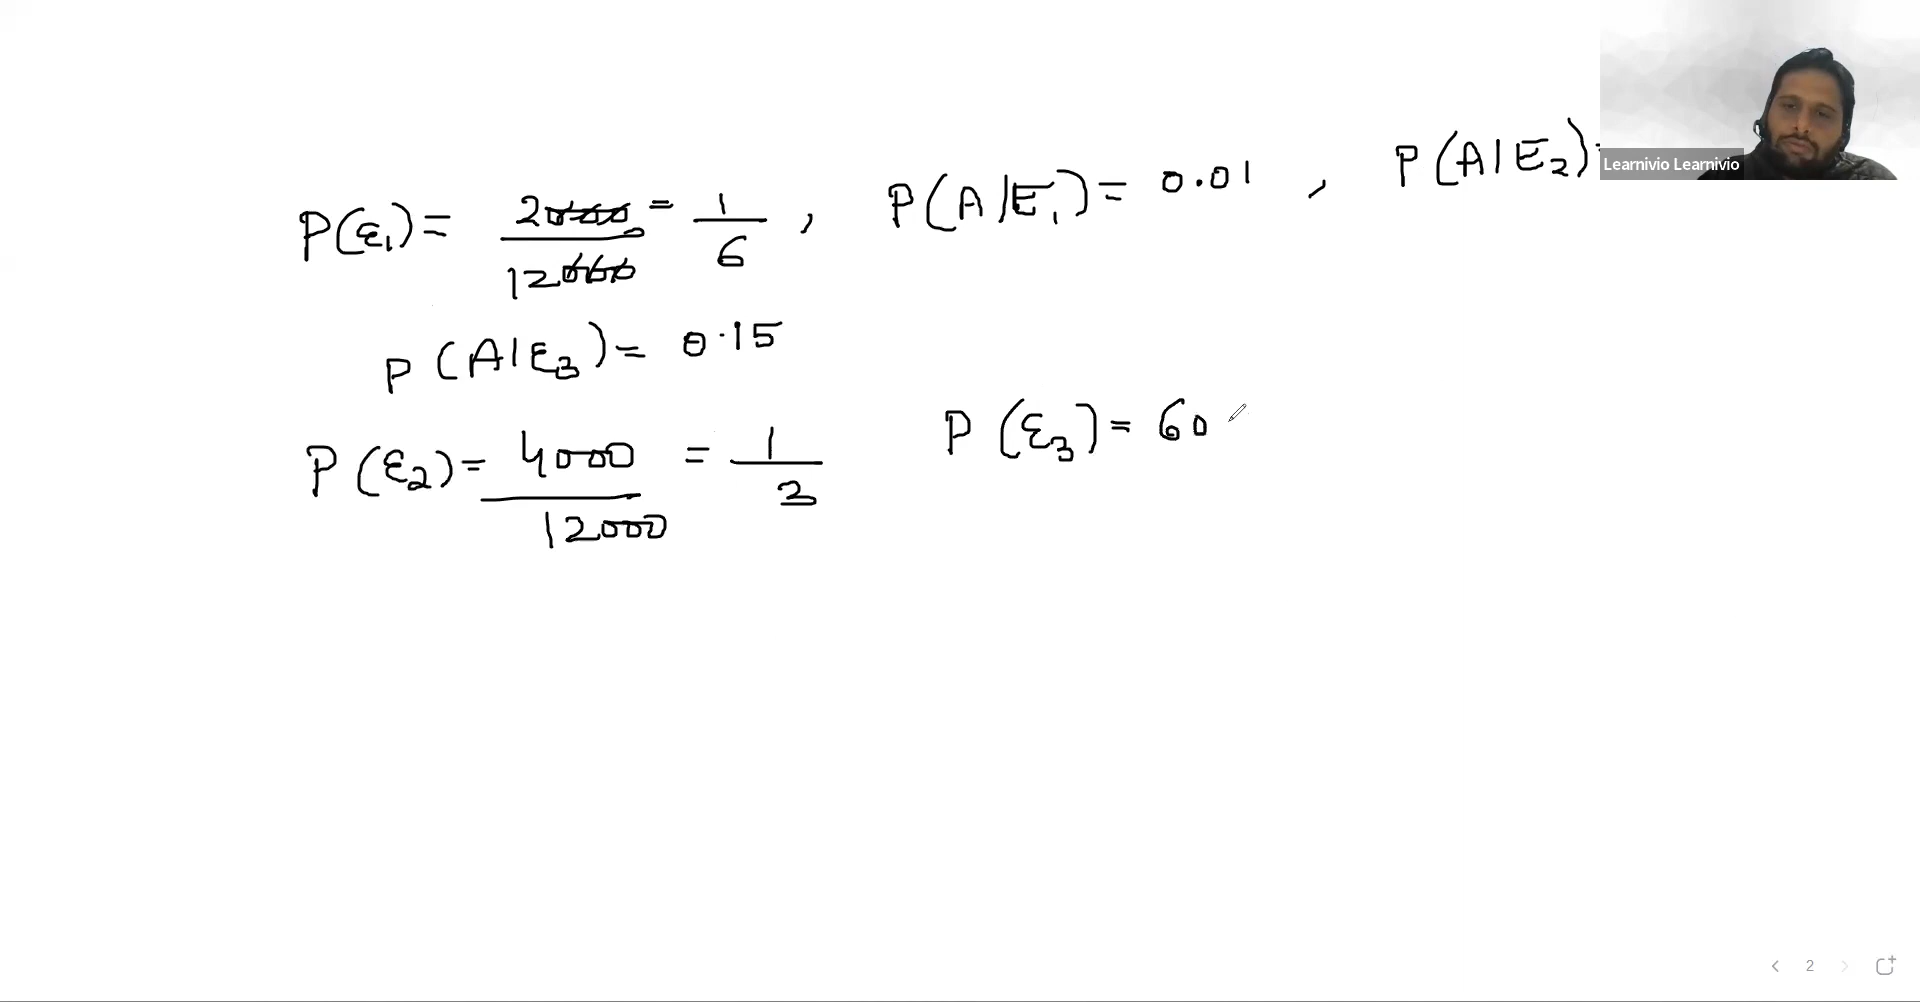 P(E₁) = 2000/12000 = 1/6 , P(A|E₁) = 0.01 , P(A|E₂)
P(A|E₃) = 0.15
P(E₂) = 4000/12000 = 1/3 P(E₃) = 60
Learnivio Learnivio
2